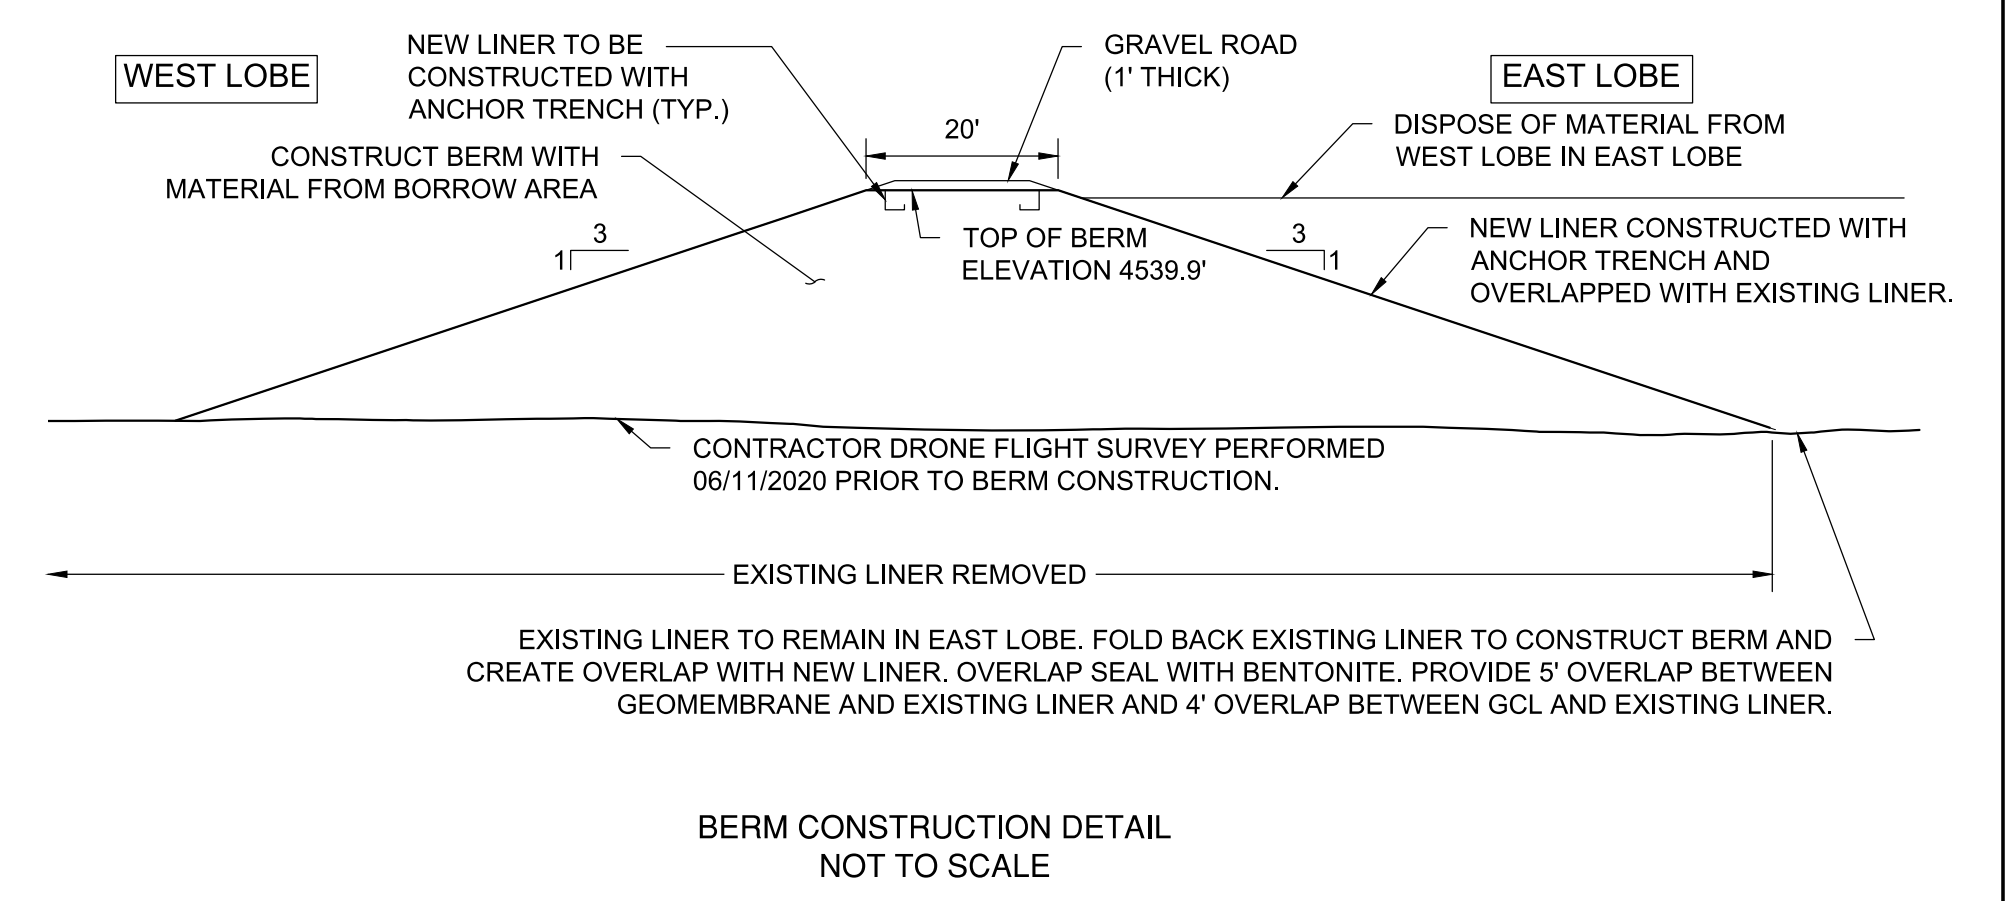 WEST LOBE
NEW LINER TO BE
CONSTRUCTED WITH
ANCHOR TRENCH (TYP.)
GRAVEL ROAD
(1' THICK)
EAST LOBE
20'
DISPOSE OF MATERIAL FROM
WEST LOBE IN EAST LOBE
CONSTRUCT BERM WITH
MATERIAL FROM BORROW AREA
3
1
TOP OF BERM
ELEVATION 4539.9'
3
1
NEW LINER CONSTRUCTED WITH
ANCHOR TRENCH AND
OVERLAPPED WITH EXISTING LINER.
CONTRACTOR DRONE FLIGHT SURVEY PERFORMED
06/11/2020 PRIOR TO BERM CONSTRUCTION.
EXISTING LINER REMOVED
EXISTING LINER TO REMAIN IN EAST LOBE. FOLD BACK EXISTING LINER TO CONSTRUCT BERM AND
CREATE OVERLAP WITH NEW LINER. OVERLAP SEAL WITH BENTONITE. PROVIDE 5' OVERLAP BETWEEN
GEOMEMBRANE AND EXISTING LINER AND 4' OVERLAP BETWEEN GCL AND EXISTING LINER.
BERM CONSTRUCTION DETAIL
NOT TO SCALE